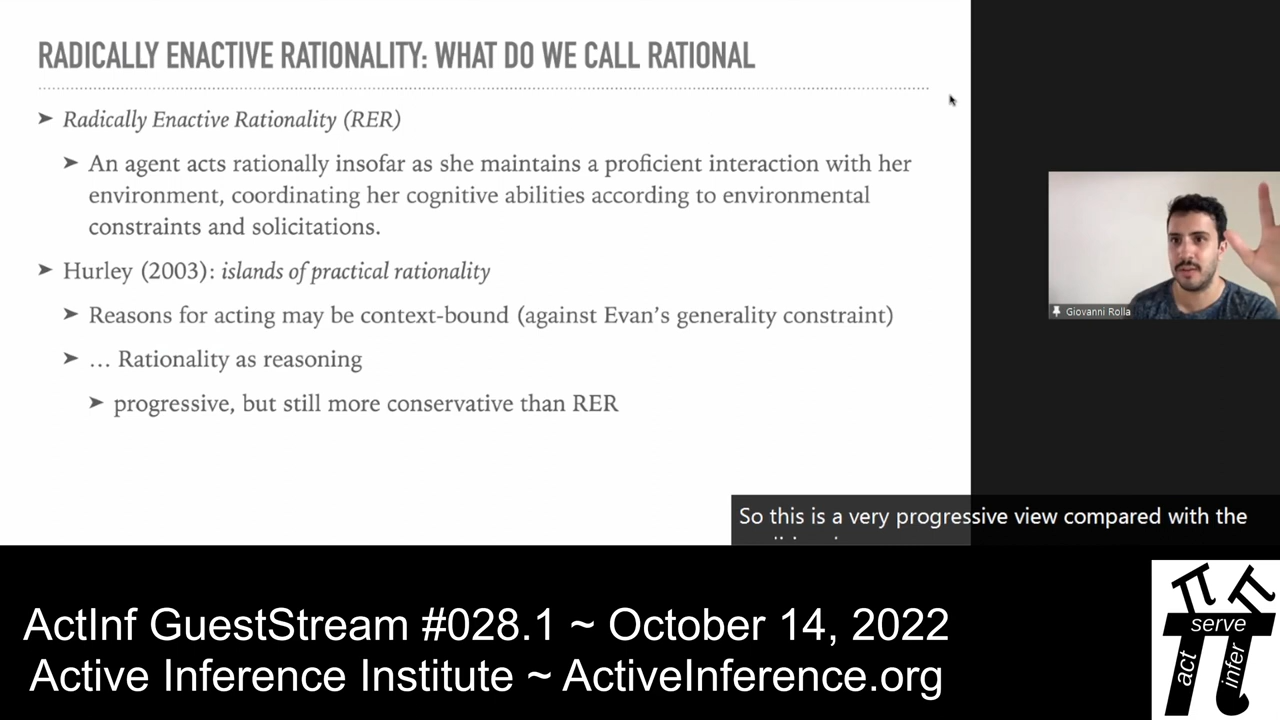 RADICALLY ENACTIVE RATIONALITY: WHAT DO WE CALL RATIONAL
➤ Radically Enactive Rationality (RER)
➤ An agent acts rationally insofar as she maintains a proficient interaction with her
environment, coordinating her cognitive abilities according to environmental
constraints and solicitations.
➤ Hurley (2003): islands of practical rationality
➤ Reasons for acting may be context-bound (against Evan's generality constraint)
➤ … Rationality as reasoning
➤ progressive, but still more conservative than RER
Giovanni Rolla
So this is a very progressive view compared with the
ActInf GuestStream #028.1 ~ October 14, 2022
Active Inference Institute ~ ActiveInference.org
serve
act
infer